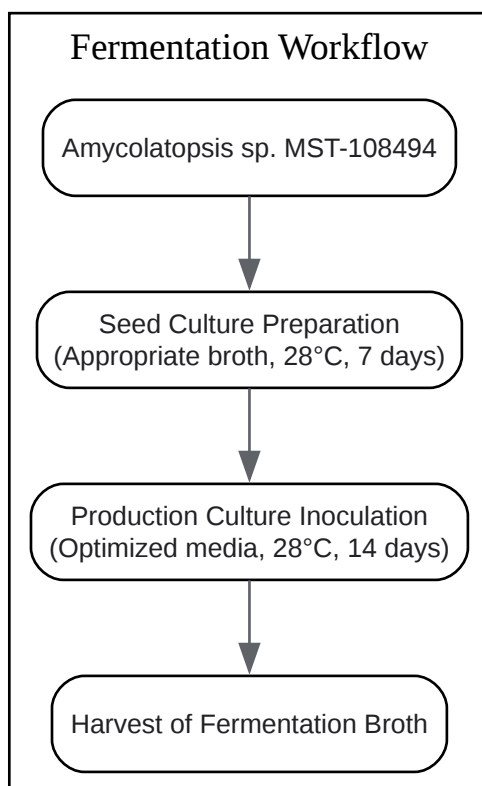 Fermentation Workflow
Amycolatopsis sp. MST-108494
Seed Culture Preparation
(Appropriate broth, 28°C, 7 days)
Production Culture Inoculation
(Optimized media, 28°C, 14 days)
Harvest of Fermentation Broth